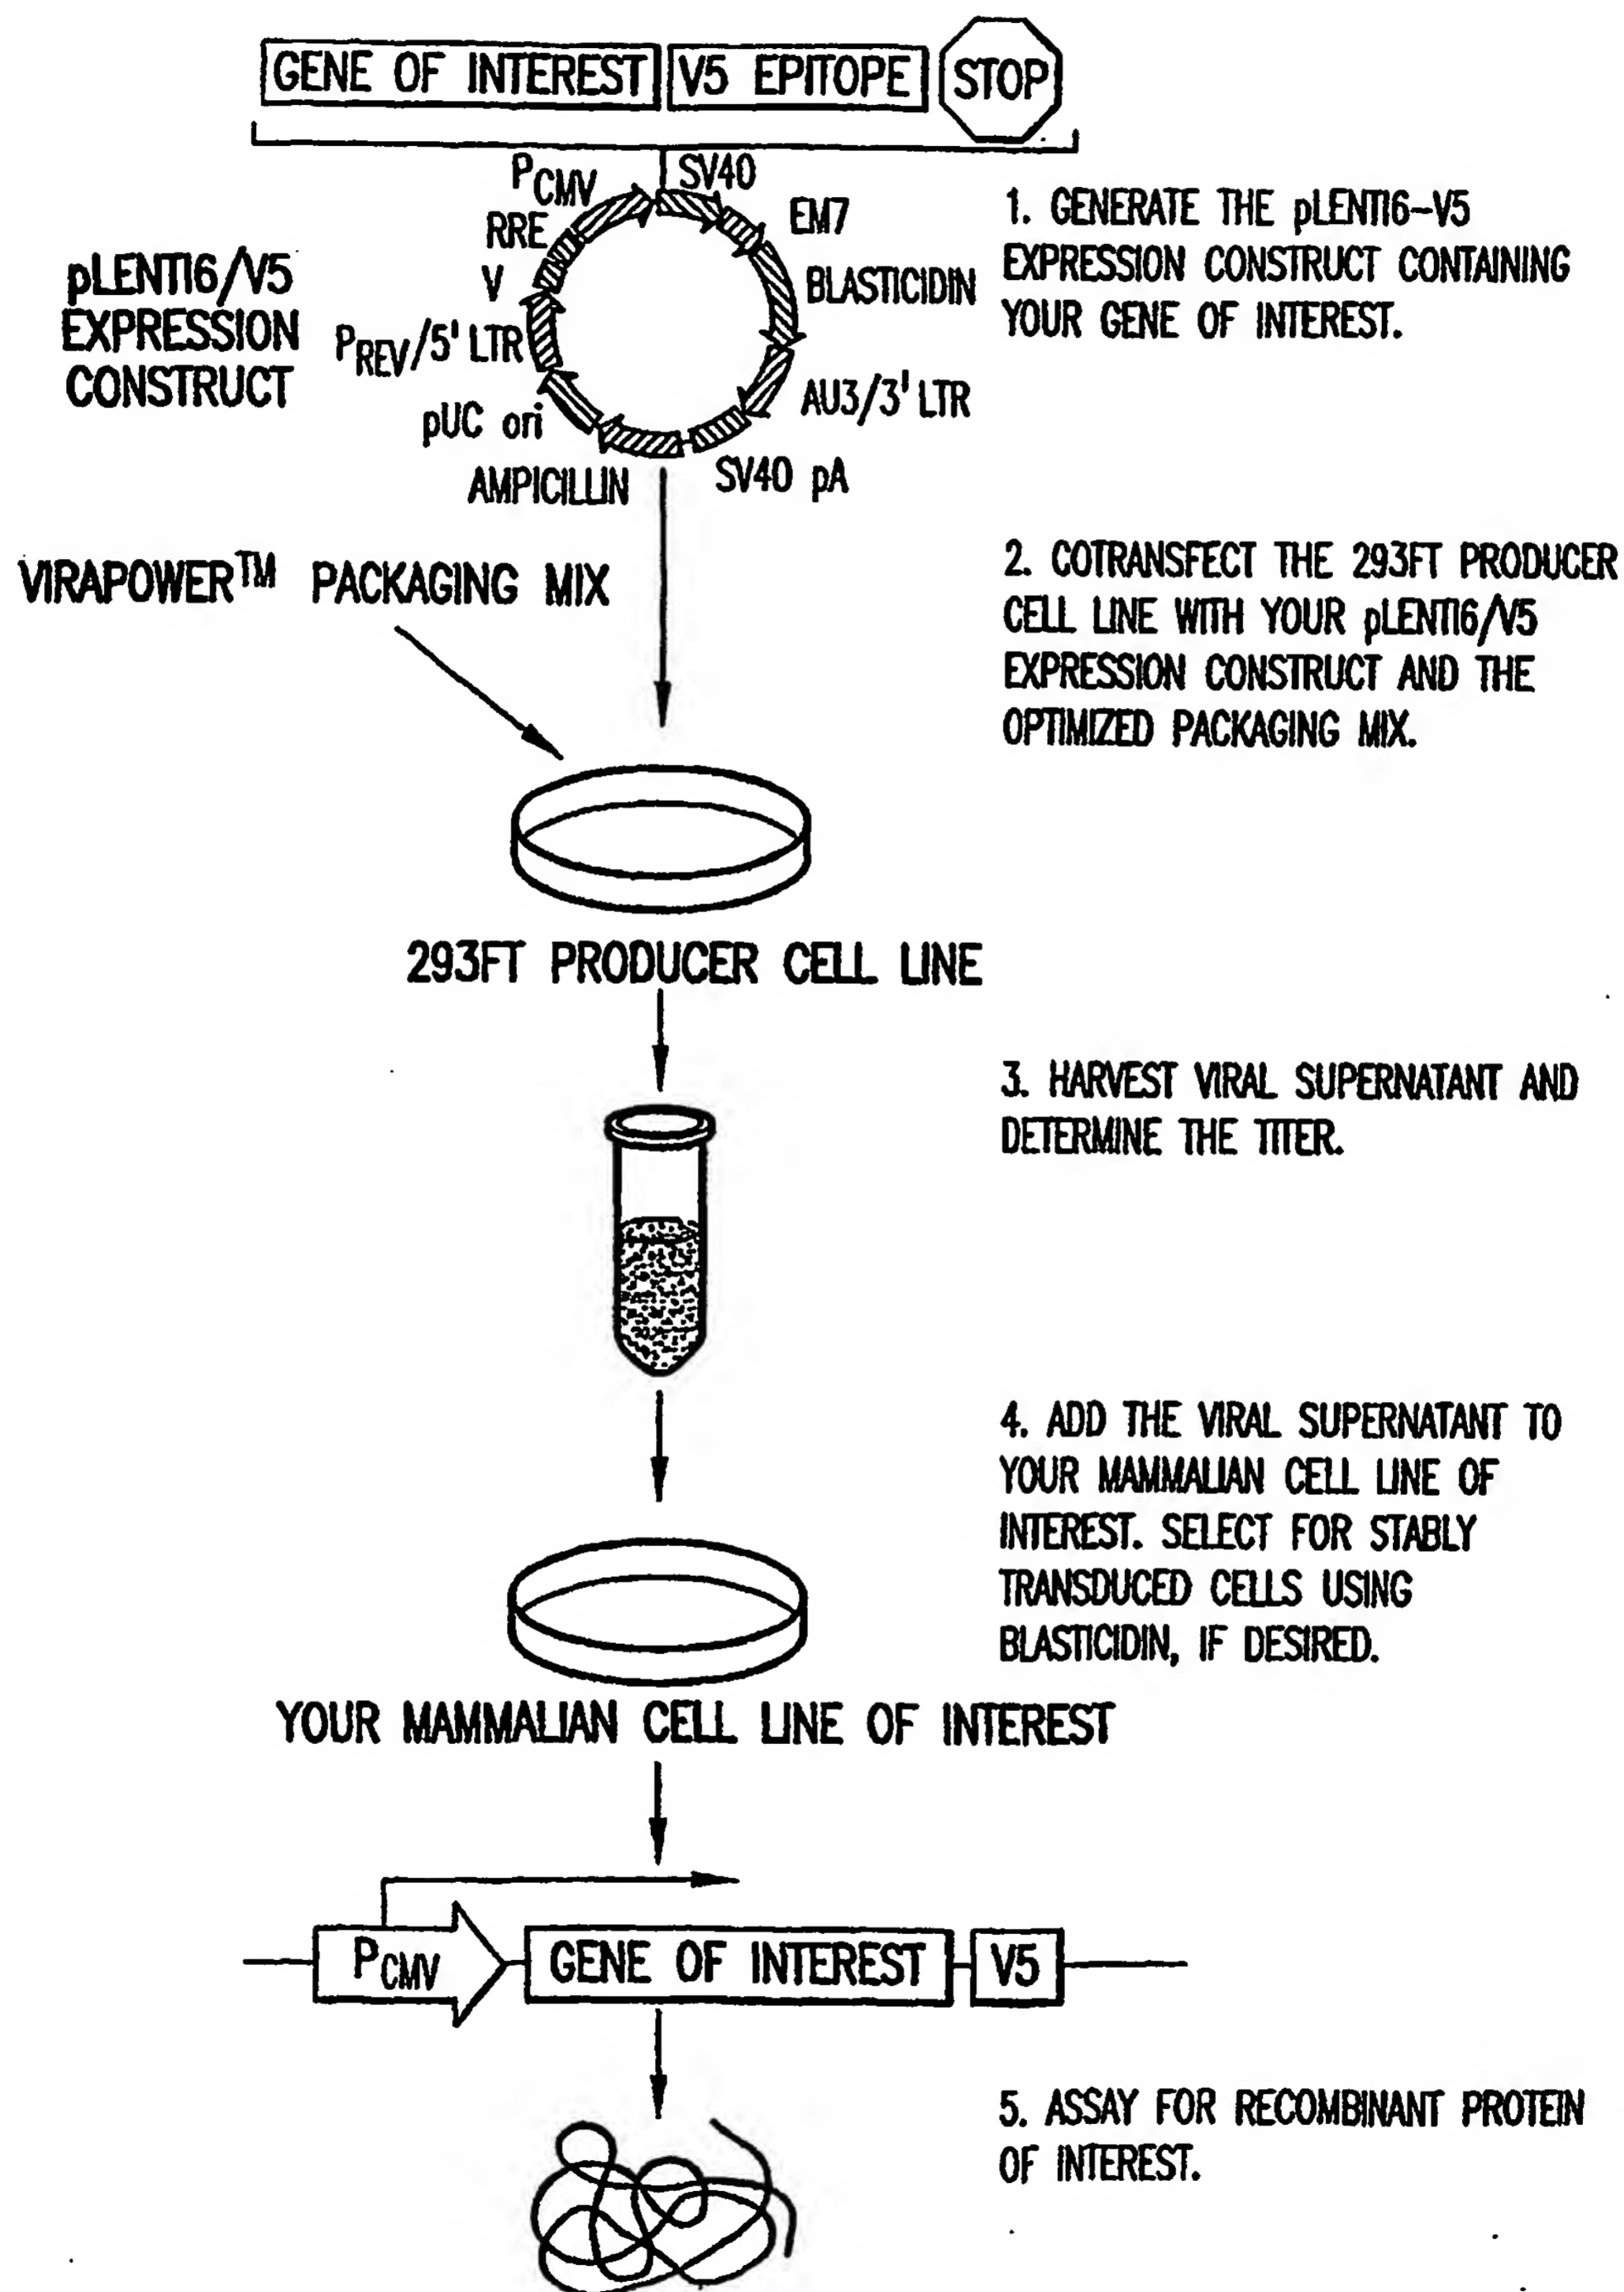 GENE OF INTEREST V5 EPITOPE STOP
PCMV
SV40
RRE
EM7
V
BLASTICIDIN
PREV/5' LTR
pUC ori
AU3/3' LTR
AMPICILLIN
SV40 pA
pLENTI6/V5
EXPRESSION
CONSTRUCT
1. GENERATE THE pLENTI6-V5
EXPRESSION CONSTRUCT CONTAINING
YOUR GENE OF INTEREST.
VIRAPOWER™ PACKAGING MIX
2. COTRANSFECT THE 293FT PRODUCER
CELL LINE WITH YOUR pLENTI6/V5
EXPRESSION CONSTRUCT AND THE
OPTIMIZED PACKAGING MIX.
293FT PRODUCER CELL LINE
3. HARVEST VIRAL SUPERNATANT AND
DETERMINE THE TITER.
4. ADD THE VIRAL SUPERNATANT TO
YOUR MAMMALIAN CELL LINE OF
INTEREST. SELECT FOR STABLY
TRANSDUCED CELLS USING
BLASTICIDIN, IF DESIRED.
YOUR MAMMALIAN CELL LINE OF INTEREST
PCMV GENE OF INTEREST V5
5. ASSAY FOR RECOMBINANT PROTEIN
OF INTEREST.